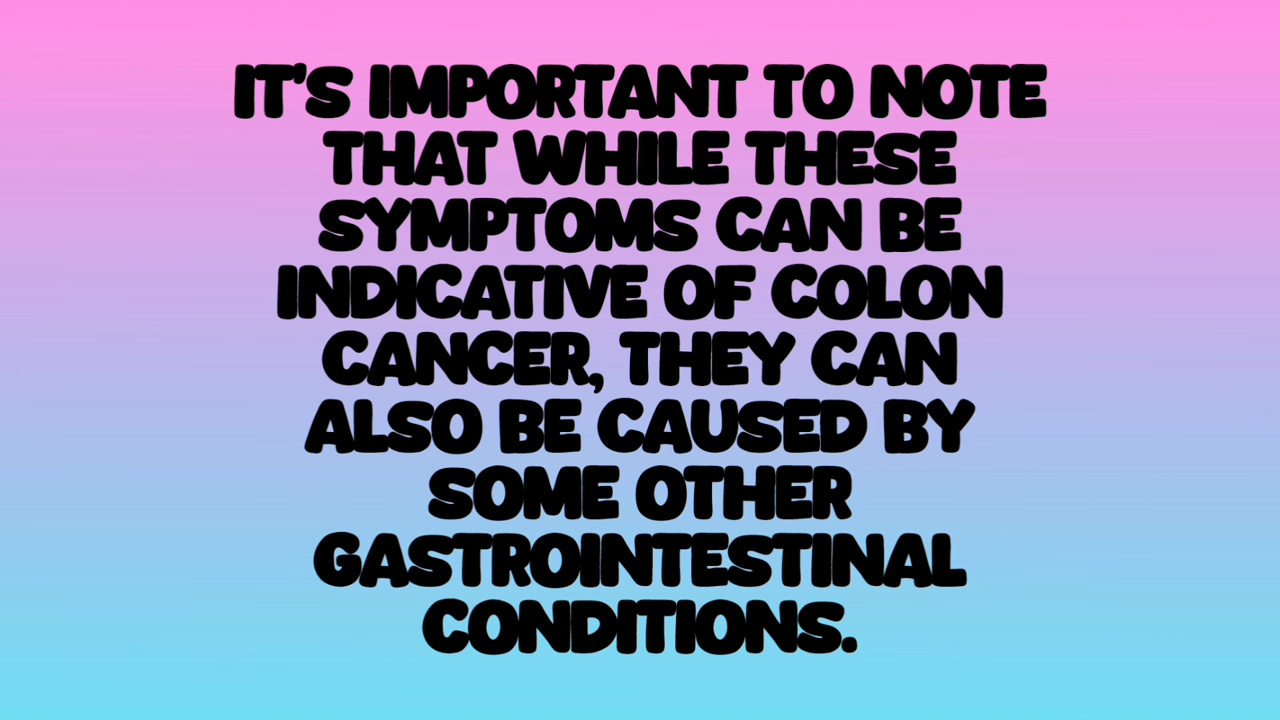 IT'S IMPORTANT TO NOTE
THAT WHILE THESE
SYMPTOMS CAN BE
INDICATIVE OF COLON
CANCER, THEY CAN
ALSO BE CAUSED BY
SOME OTHER
GASTROINTESTINAL
CONDITIONS.